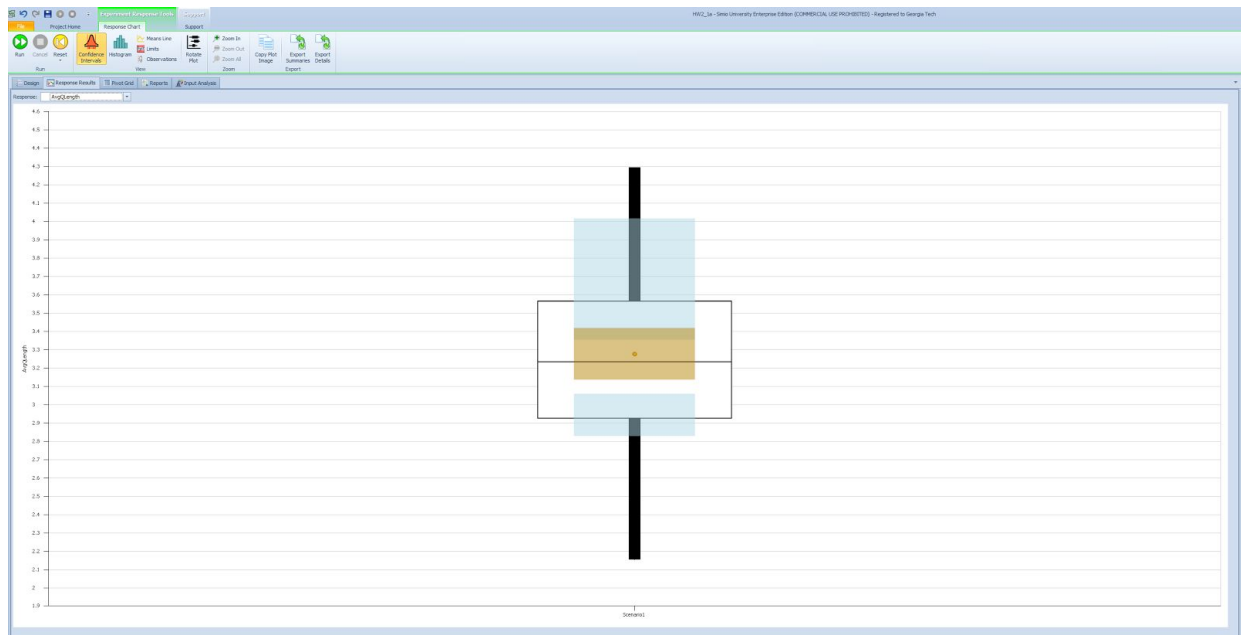 Experiment Response Tools Support
HW2_1a - Simio University Enterprise Edition (COMMERCIAL USE PROHIBITED) - Registered to Georgia Tech
File Project Home Response Chart Support
Run Cancel Reset
Confidence Intervals
Histogram
Means Line
Limits
Observations
Rotate Plot
Zoom In
Zoom Out
Zoom All
Copy Plot Image
Export Summaries
Export Details
Run View Zoom Export
Design Response Results Pivot Grid Reports Input Analysis
Response: AvgQLength
4.6
4.5
4.4
4.3
4.2
4.1
4
3.9
3.8
3.7
3.6
3.5
3.4
3.3
3.2
3.1
3
2.9
2.8
2.7
2.6
2.5
2.4
2.3
2.2
2.1
2
1.9
AvgQLength
Scenario1